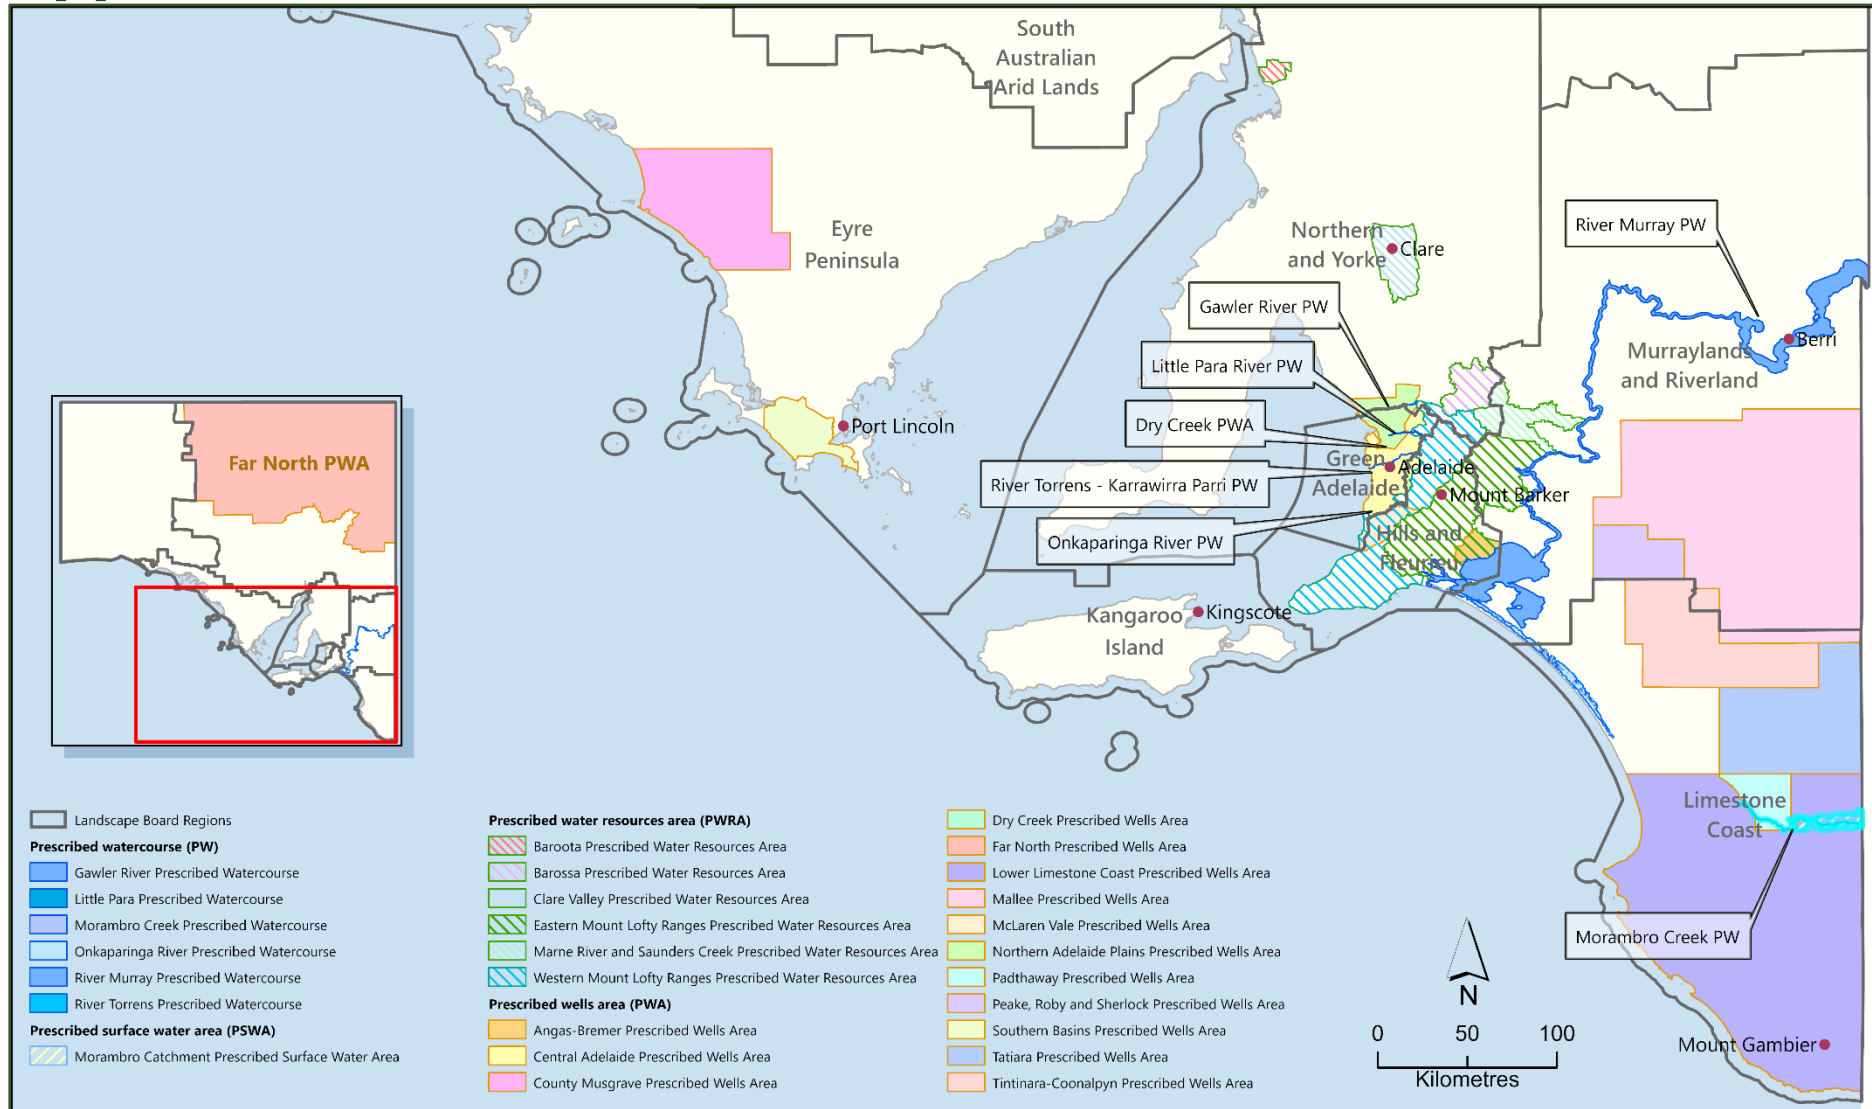 South
Australian
Arid Lands
Eyre
Peninsula
Northern
and Yorke
Clare
River Murray PW
Gawler River PW
Little Para River PW
Dry Creek PWA
River Torrens - Karrawirra Parri PW
Onkaparinga River PW
Berri
Murraylands
and Riverland
Port Lincoln
Green
Adelaide
Adelaide
Mount Barker
Hills and
Fleurieu
Kangaroo
Island
Kingscote
Far North PWA
Limestone
Coast
Morambro Creek PW
Mount Gambier
N
0 50 100
Kilometres
Landscape Board Regions
Prescribed watercourse (PW)
Gawler River Prescribed Watercourse
Little Para Prescribed Watercourse
Morambro Creek Prescribed Watercourse
Onkaparinga River Prescribed Watercourse
River Murray Prescribed Watercourse
River Torrens Prescribed Watercourse
Prescribed surface water area (PSWA)
Morambro Catchment Prescribed Surface Water Area
Prescribed water resources area (PWRA)
Baroota Prescribed Water Resources Area
Barossa Prescribed Water Resources Area
Clare Valley Prescribed Water Resources Area
Eastern Mount Lofty Ranges Prescribed Water Resources Area
Marne River and Saunders Creek Prescribed Water Resources Area
Western Mount Lofty Ranges Prescribed Water Resources Area
Prescribed wells area (PWA)
Angas-Bremer Prescribed Wells Area
Central Adelaide Prescribed Wells Area
County Musgrave Prescribed Wells Area
Dry Creek Prescribed Wells Area
Far North Prescribed Wells Area
Lower Limestone Coast Prescribed Wells Area
Mallee Prescribed Wells Area
McLaren Vale Prescribed Wells Area
Northern Adelaide Plains Prescribed Wells Area
Padthaway Prescribed Wells Area
Peake, Roby and Sherlock Prescribed Wells Area
Southern Basins Prescribed Wells Area
Tatiara Prescribed Wells Area
Tintinara-Coonalpyn Prescribed Wells Area